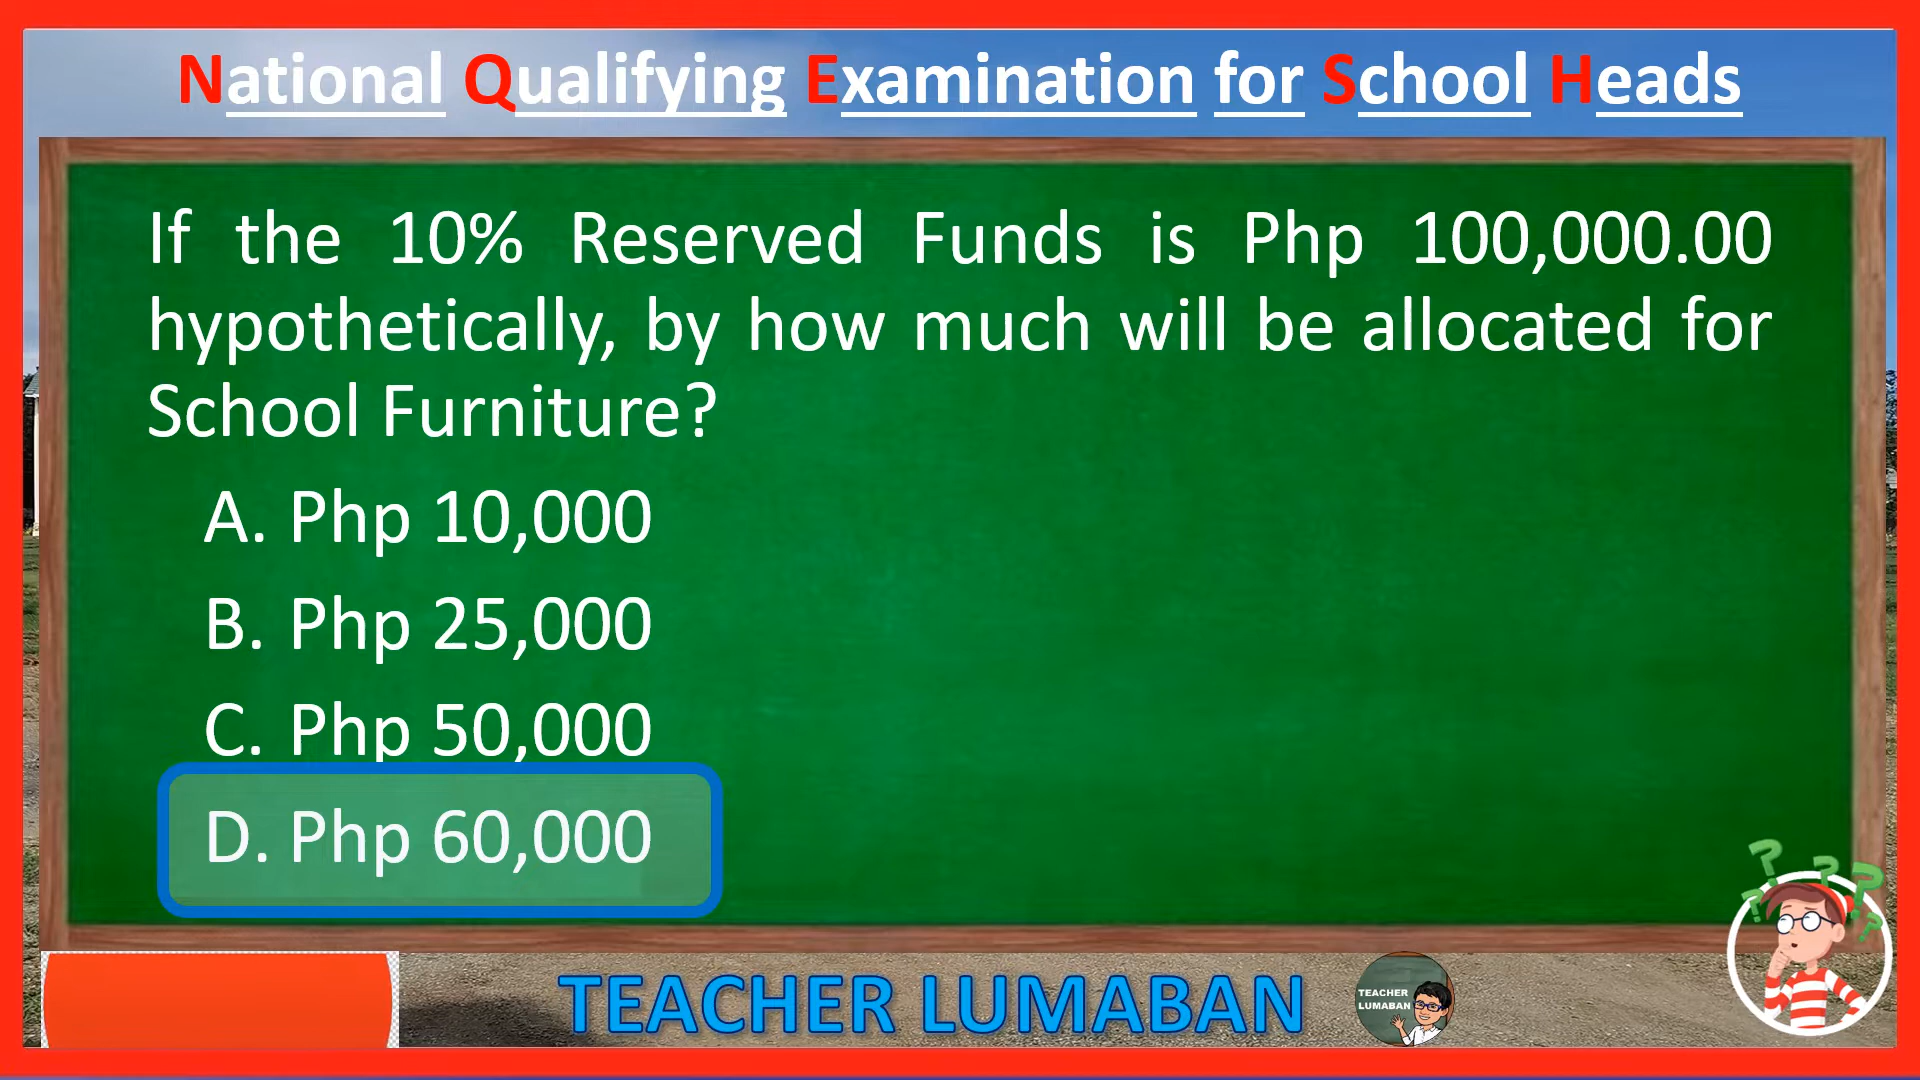 National Qualifying Examination for School Heads
If the 10% Reserved Funds is Php 100,000.00
hypothetically, by how much will be allocated for
School Furniture?
A. Php 10,000
B. Php 25,000
C. Php 50,000
D. Php 60,000
TEACHER LUMABAN
TEACHER
LUMABAN